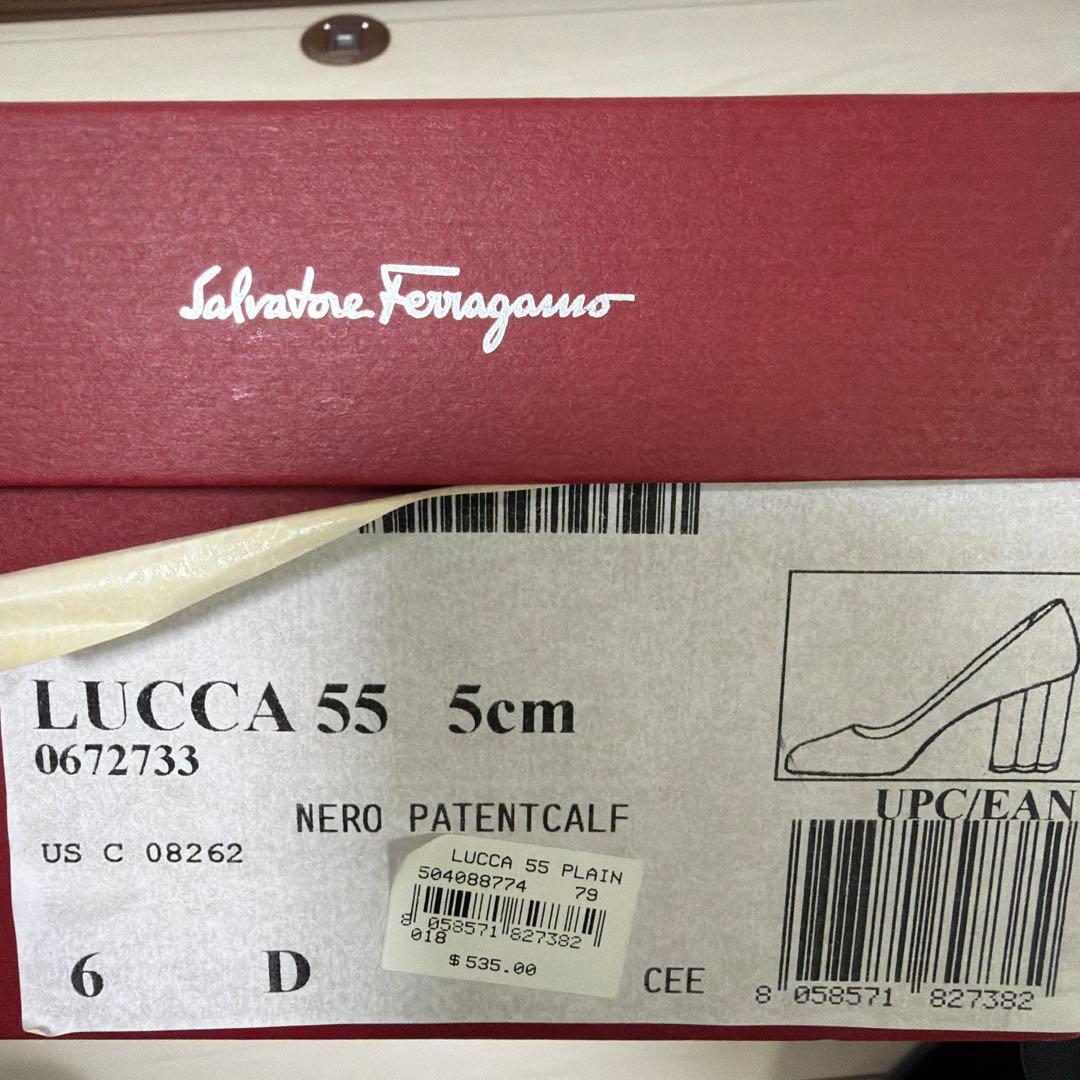 Salvatore Ferragamo
LUCCA 55 5cm
0672733
NERO PATENTCALF
US C 08262
UPC/EAN
LUCCA 55 PLAIN
504088774 79
8 058571 827382
018
$535.00
6 D
CEE
8 058571 827382